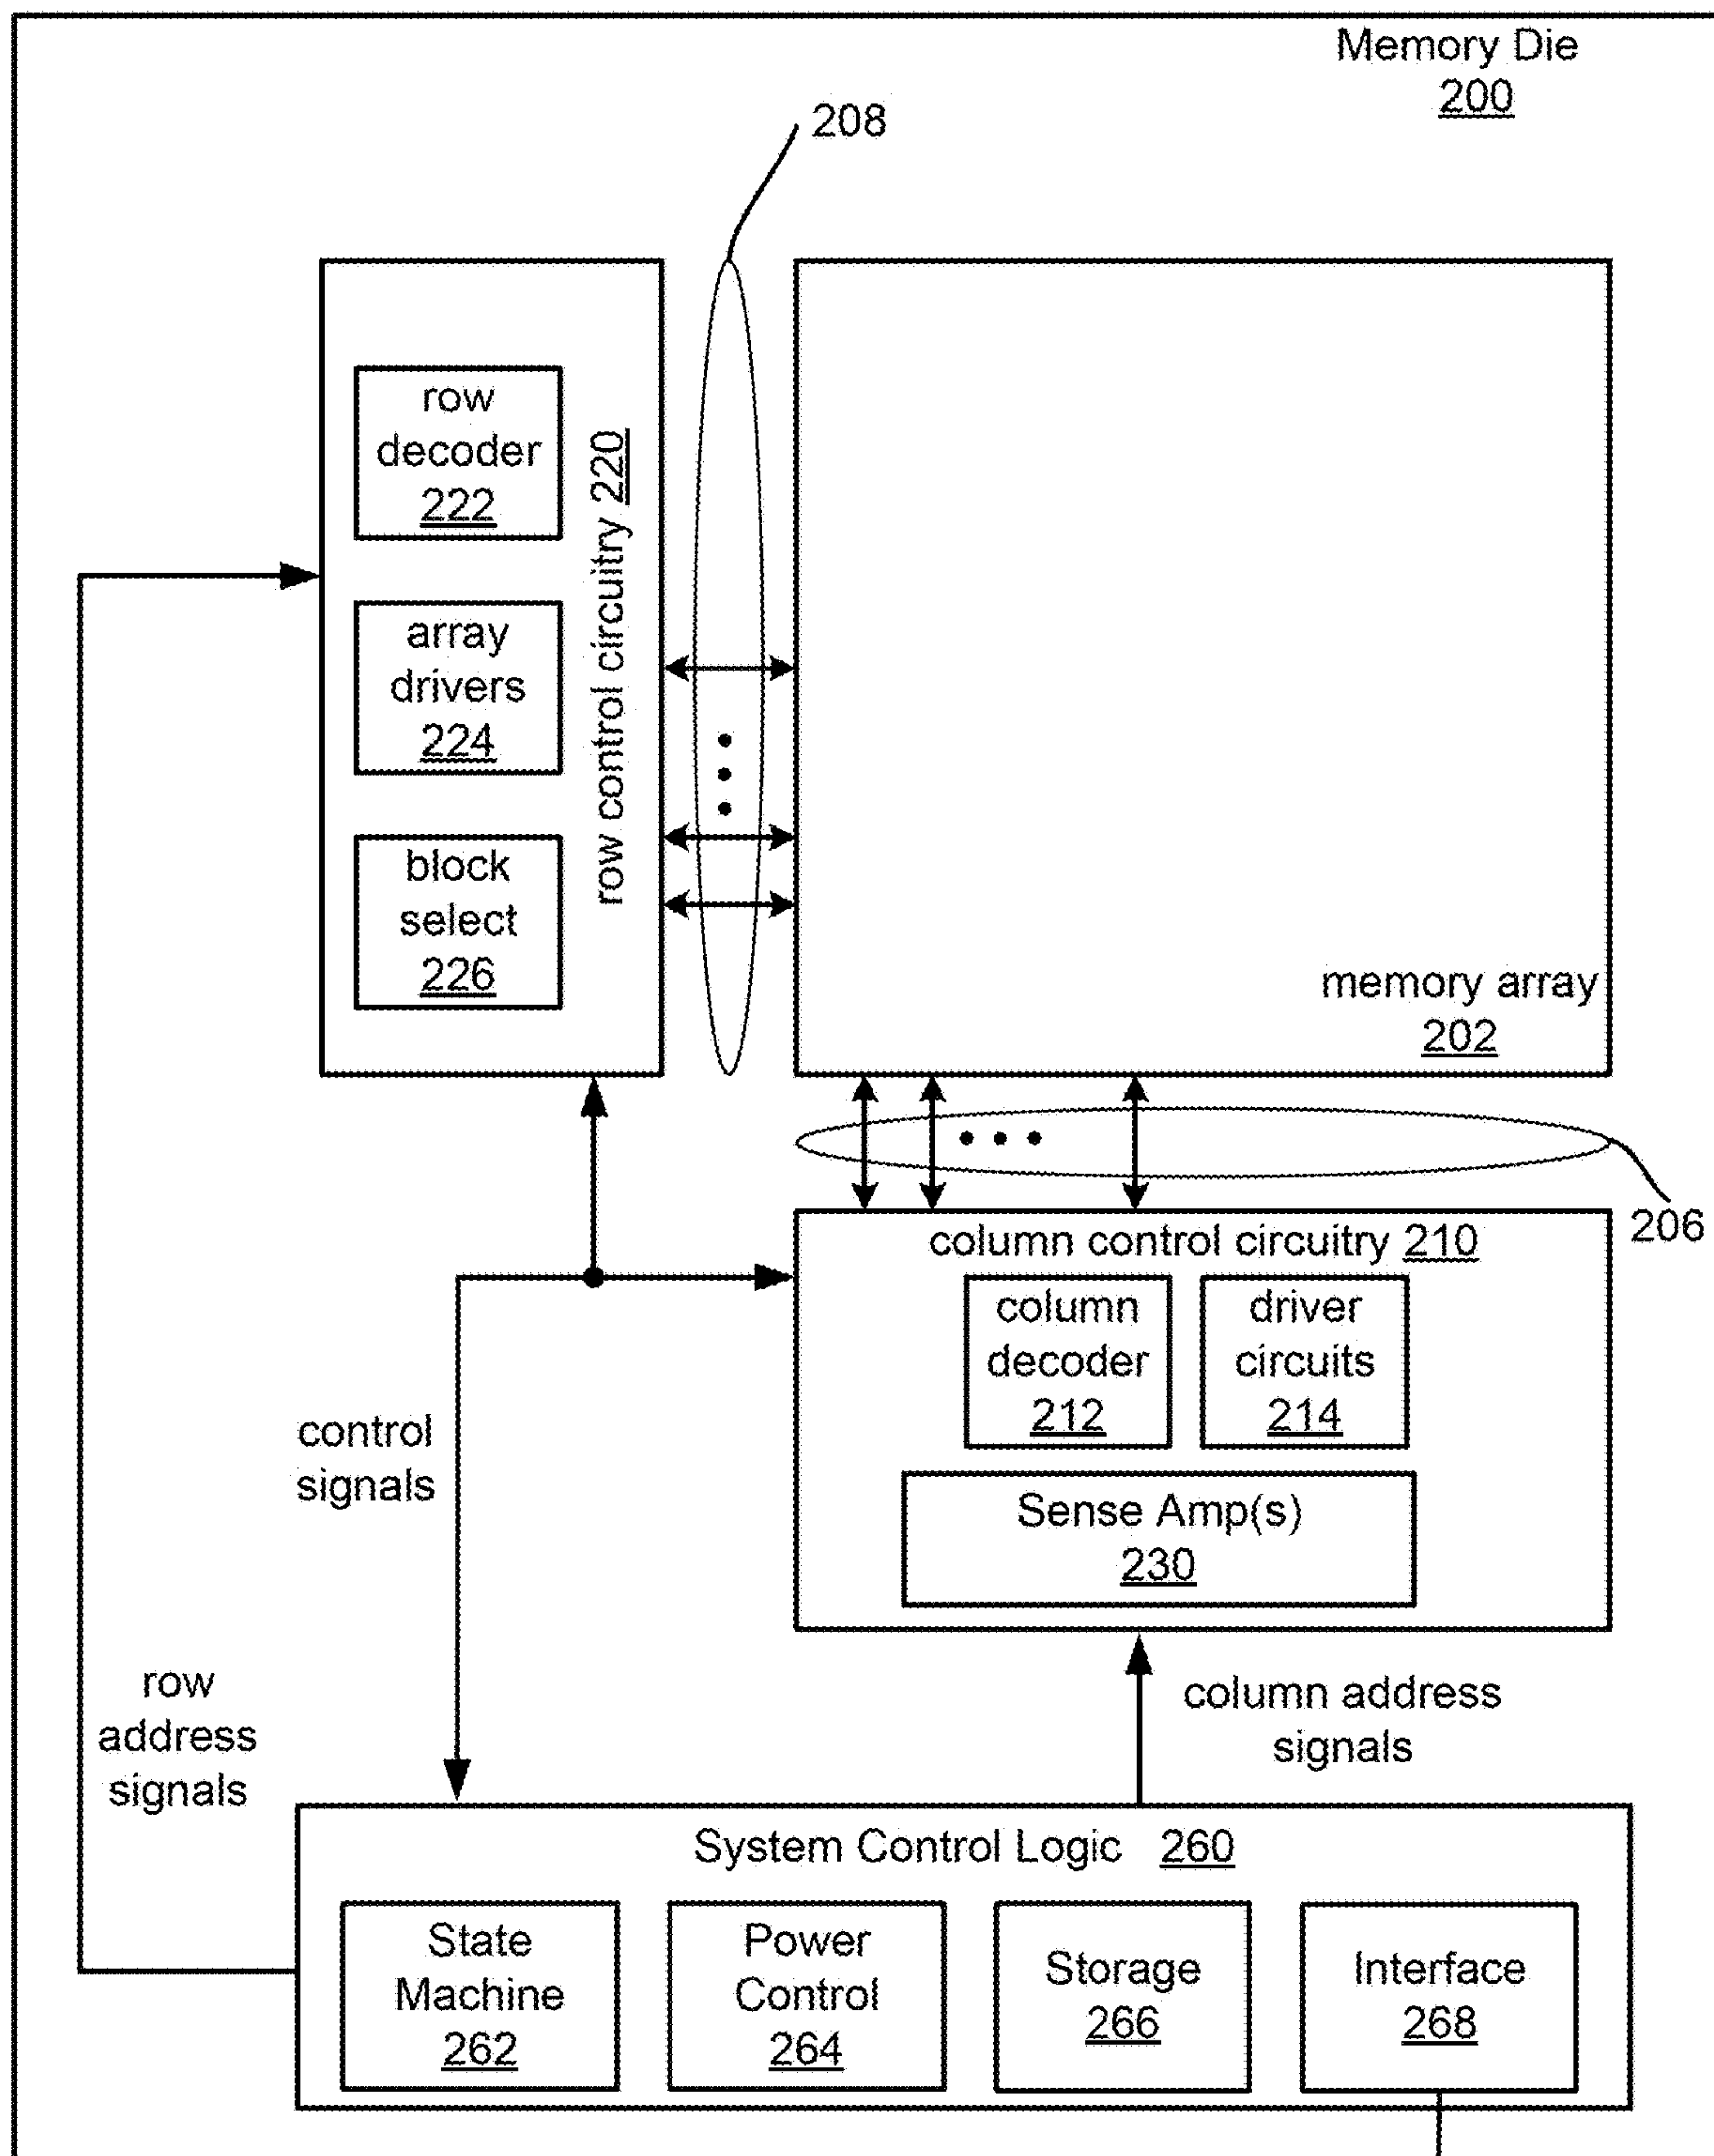 Memory Die
200
208
row
decoder
222
array
drivers
224
block
select
226
row control circuitry 220
memory array
202
206
column control circuitry 210
column
decoder
212
driver
circuits
214
Sense Amp(s)
230
control
signals
row
address
signals
column address
signals
System Control Logic 260
State
Machine
262
Power
Control
264
Storage
266
Interface
268